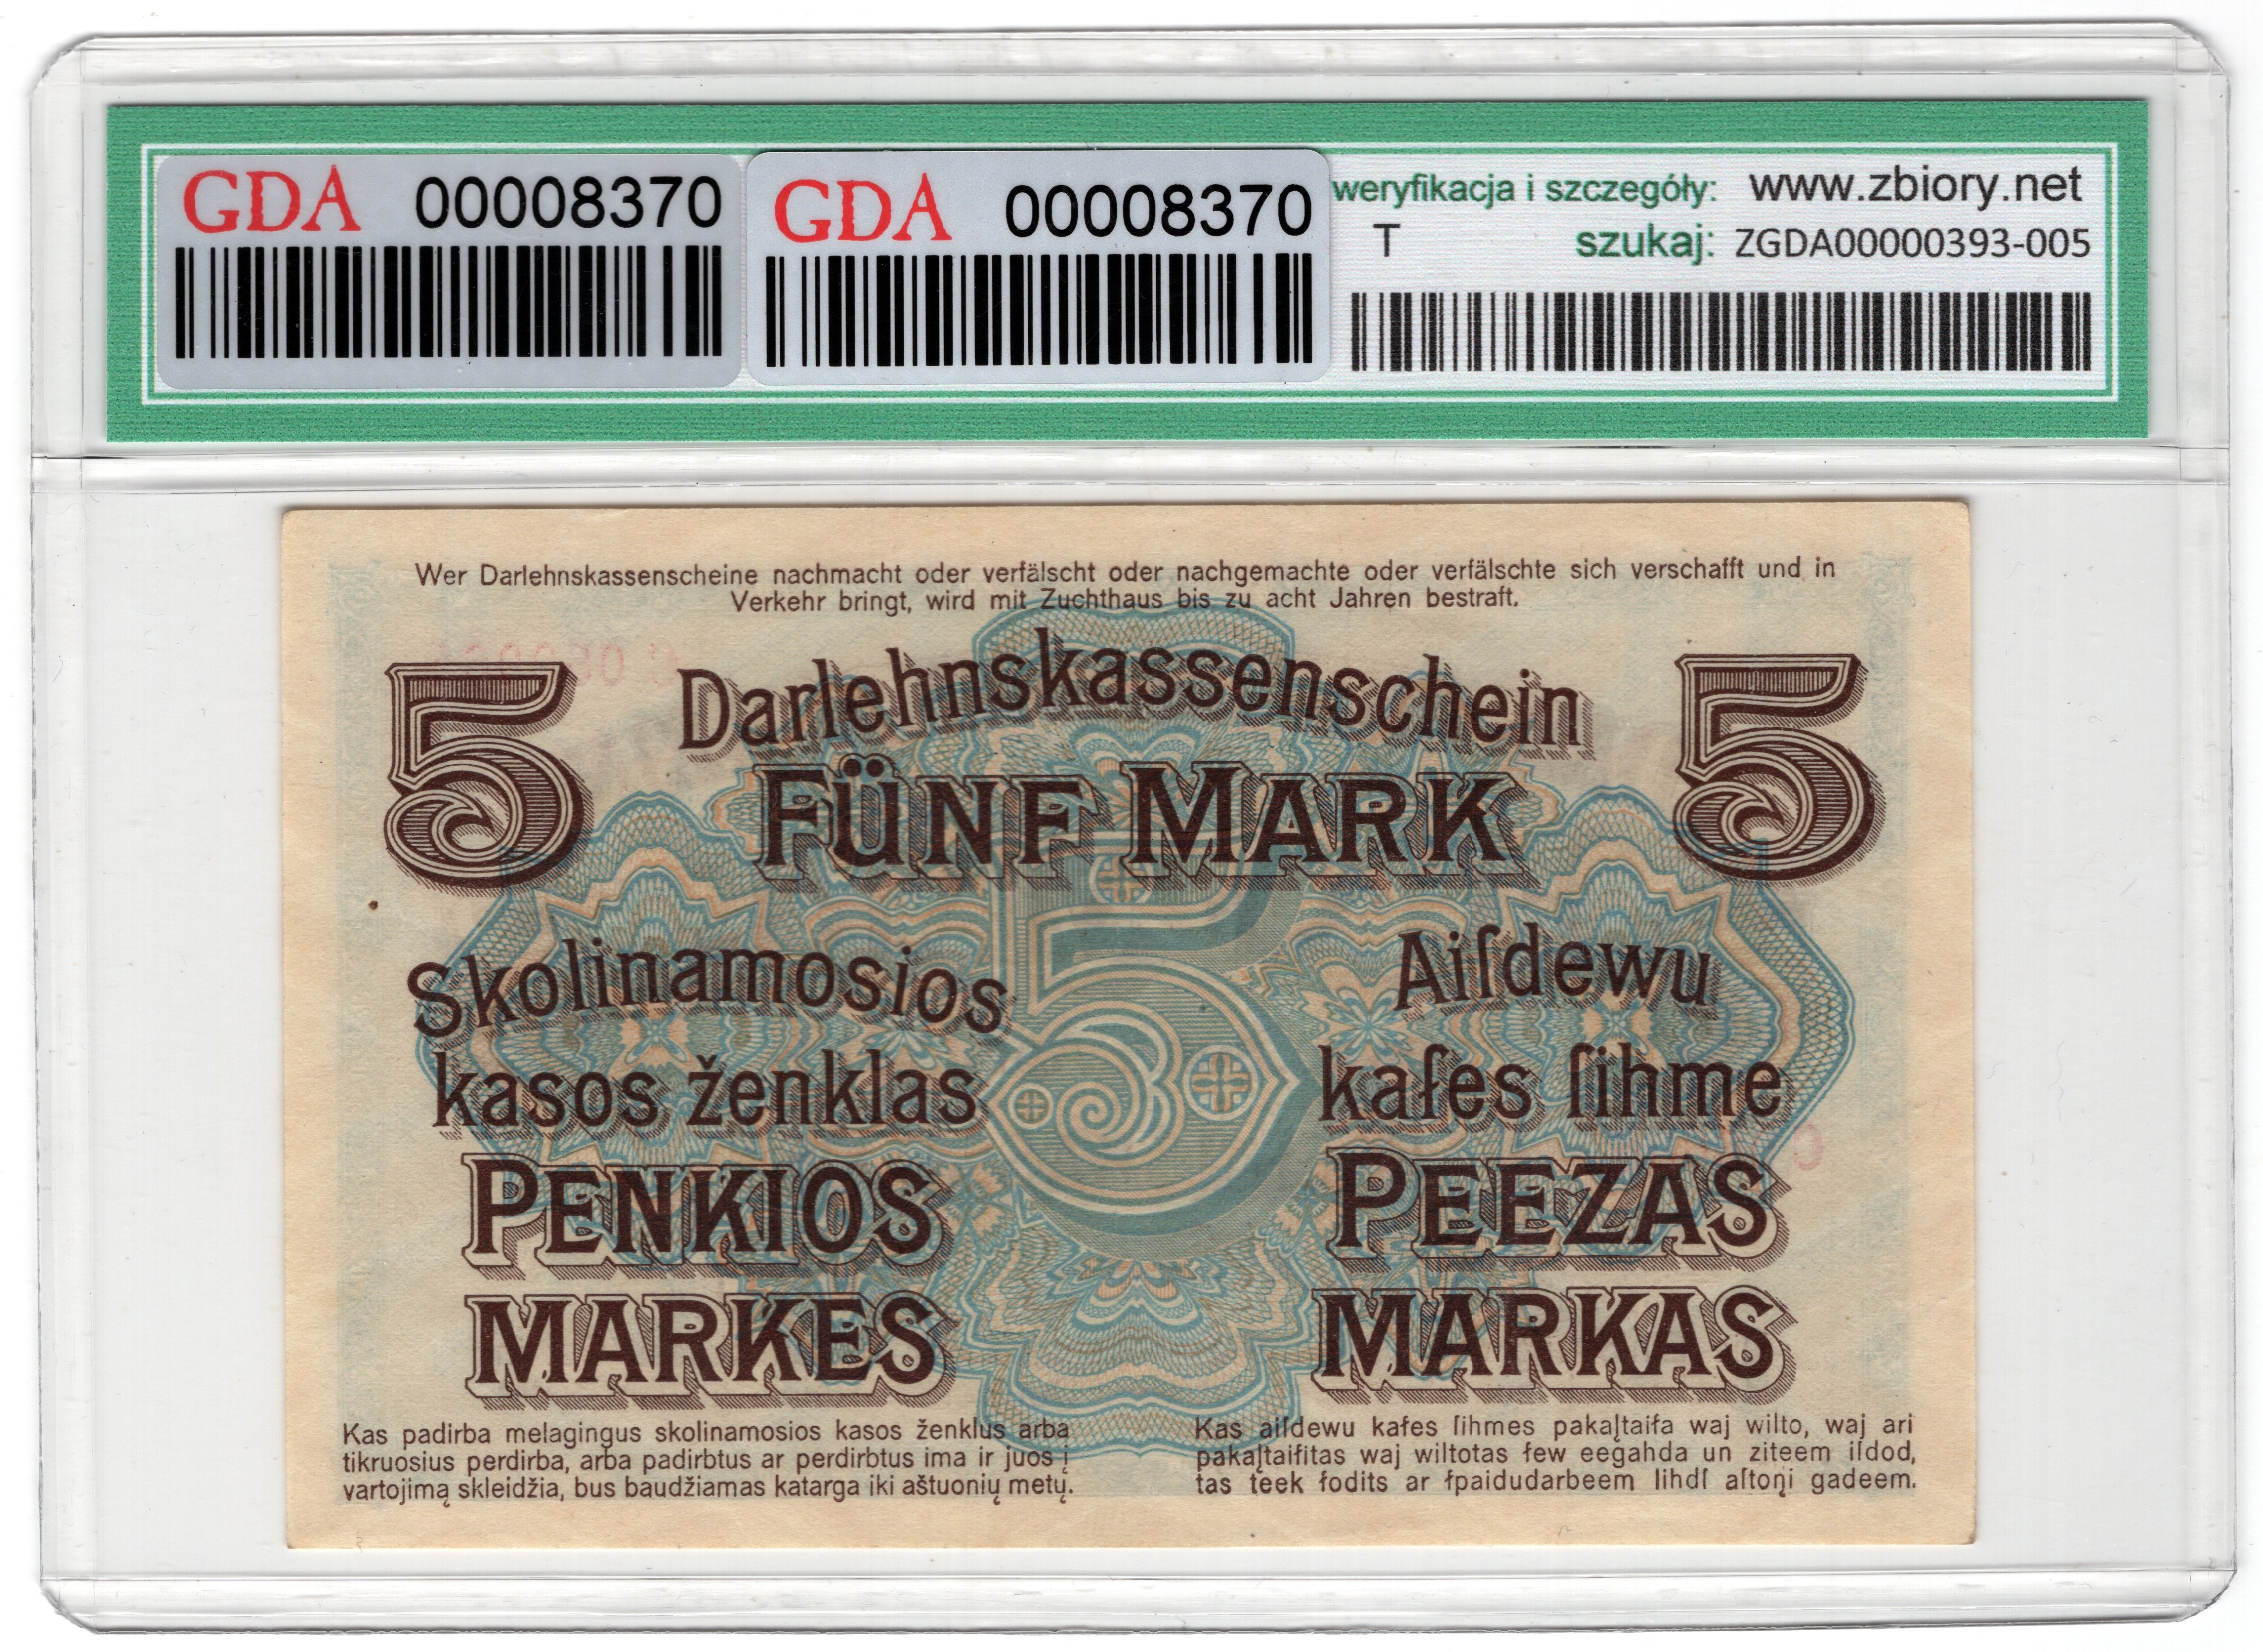 GDA 00008370
GDA 00008370
weryfikacja i szczegóły: www.zbiory.net
T szukaj: ZGDA00000393-005
Wer Darlehnskassenscheine nachmacht oder verfälscht oder nachgemachte oder verfälschte sich verschafft und in
Verkehr bringt, wird mit Zuchthaus bis zu acht Jahren bestraft.
5 Darlehnskassenschein 5
FÜNF MARK
5
Skolinamosios
kasos ženklas
PENKIOS
MARKES
Aiſdewu
kaſes ſihme
PEEZAS
MARKAS
Kas padirba melagingus skolinamosios kasos ženklus arba
tikruosius perdirba, arba padirbtus ar perdirbtus ima ir juos į
vartojimą skleidžia, bus baudžiamas katarga iki aštuonių metų.
Kas aiſdewu kaſes ſihmes pakaļtaiſa waj wilto, waj ari
pakaļtaiſitas waj wiltotas ſew eegahda un ziteem iſdod,
tas teek ſodits ar ſpaidudarbeem lihdſ aſtoņi gadeem.